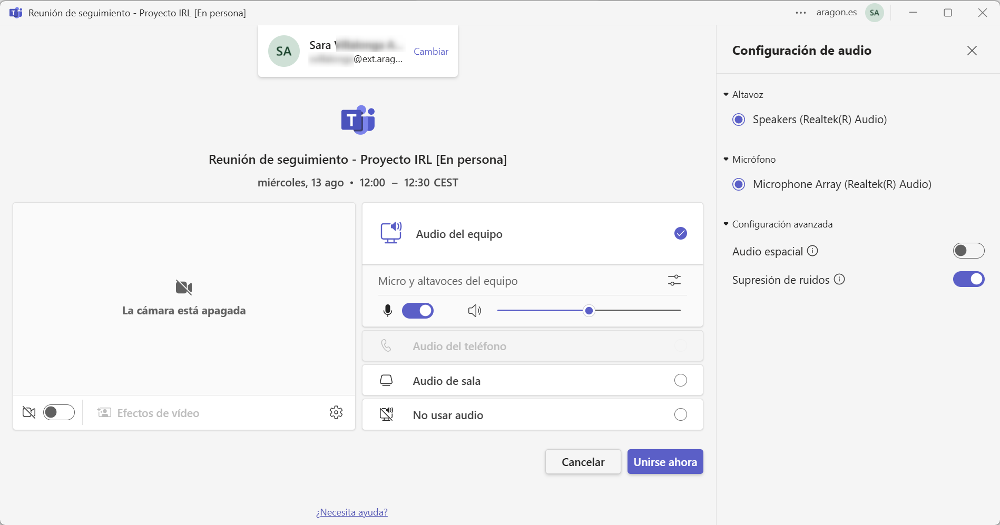 Reunión de seguimiento - Proyecto IRL [En persona]
aragon.es
SA
SA
Sara
@ext.arag...
Cambiar
T
Reunión de seguimiento - Proyecto IRL [En persona]
miércoles, 13 ago • 12:00 – 12:30 CEST
La cámara está apagada
Efectos de vídeo
Audio del equipo
Micro y altavoces del equipo
Audio del teléfono
Audio de sala
No usar audio
Cancelar
Unirse ahora
¿Necesita ayuda?
Configuración de audio
Altavoz
Speakers (Realtek(R) Audio)
Micrófono
Microphone Array (Realtek(R) Audio)
Configuración avanzada
Audio espacial
Supresión de ruidos